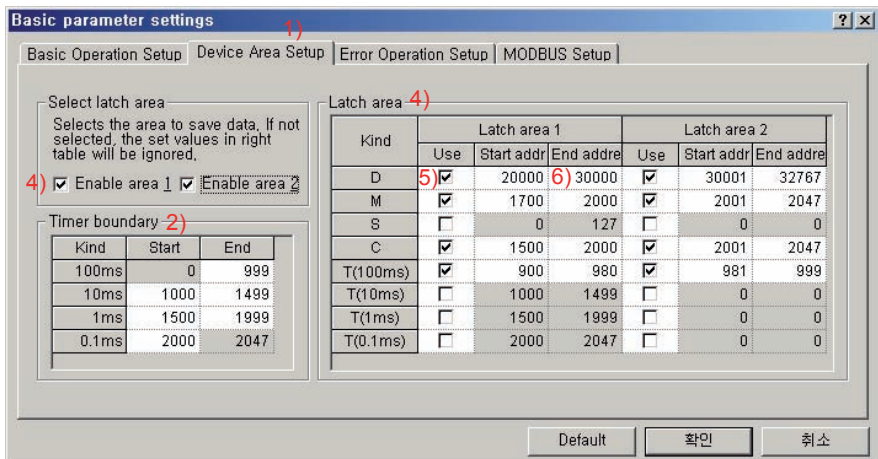 Basic parameter settings
1)
Basic Operation Setup Device Area Setup Error Operation Setup MODBUS Setup
Select latch area
Selects the area to save data, If not
selected, the set values in right
table will be ignored,
4) Enable area 1 Enable area 2
Timer boundary 2)
Kind Start End
100ms 0 999
10ms 1000 1499
1ms 1500 1999
0.1ms 2000 2047
Latch area 4)
Kind Latch area 1 Latch area 2
Use Start addr End addre Use Start addr End addre
D 5) 20000 6) 30000 30001 32767
M 1700 2000 2001 2047
S 0 127
C 1500 2000 2001 2047
T(100ms) 900 980 981 999
T(10ms) 1000 1499 0 0
T(1ms) 1500 1999 0 0
T(0.1ms) 2000 2047 0 0
Default 확인 취소